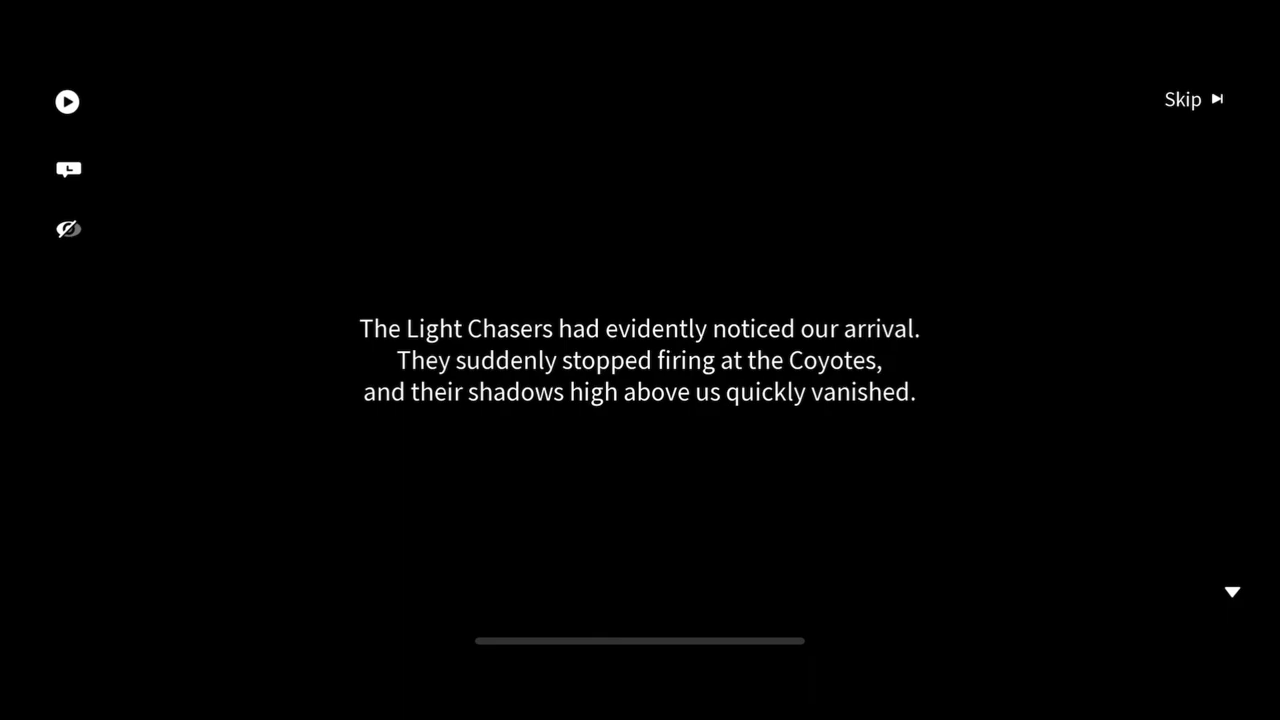 Skip
The Light Chasers had evidently noticed our arrival.
They suddenly stopped firing at the Coyotes,
and their shadows high above us quickly vanished.